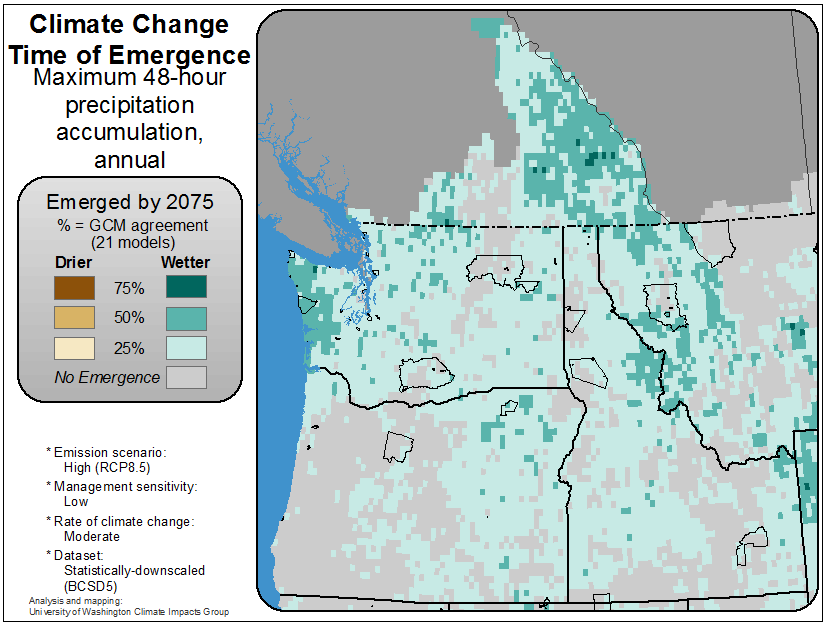 Climate Change
Time of Emergence
Maximum 48-hour
precipitation
accumulation,
annual
Emerged by 2075
% = GCM agreement
(21 models)
Drier Wetter
75%
50%
25%
No Emergence
* Emission scenario:
High (RCP8.5)
* Management sensitivity:
Low
* Rate of climate change:
Moderate
* Dataset:
Statistically-downscaled
(BCSD5)
Analysis and mapping:
University of Washington Climate Impacts Group